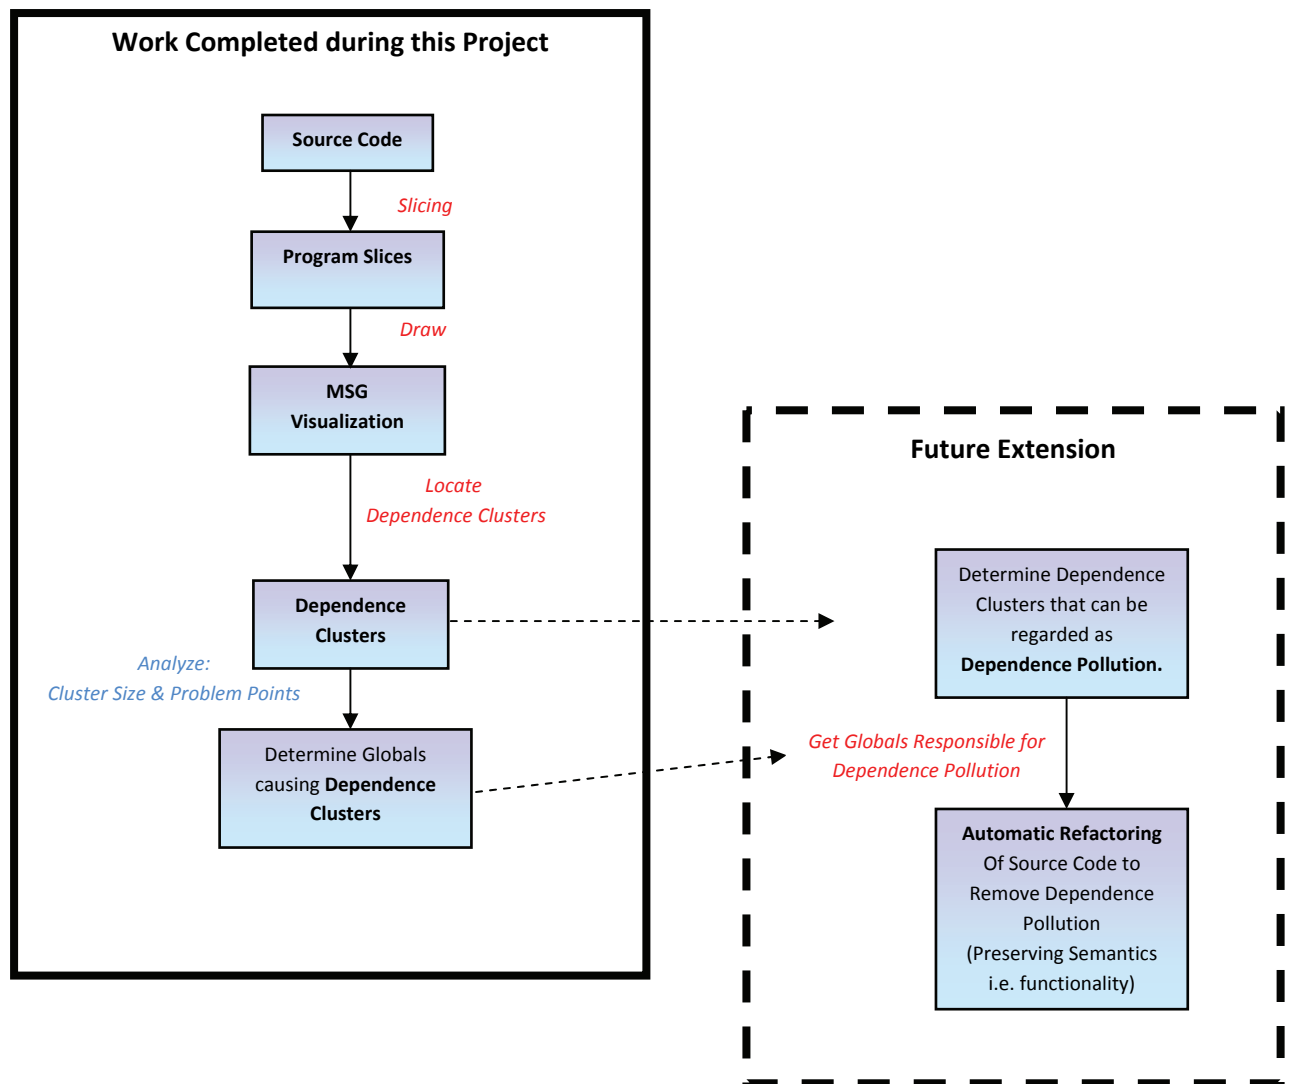 Work Completed during this Project
Source Code
Slicing
Program Slices
Draw
MSG
Visualization
Locate
Dependence Clusters
Dependence
Clusters
Analyze:
Cluster Size & Problem Points
Determine Globals
causing Dependence
Clusters
Future Extension
Determine Dependence
Clusters that can be
regarded as
Dependence Pollution.
Get Globals Responsible for
Dependence Pollution
Automatic Refactoring
Of Source Code to
Remove Dependence
Pollution
(Preserving Semantics
i.e. functionality)